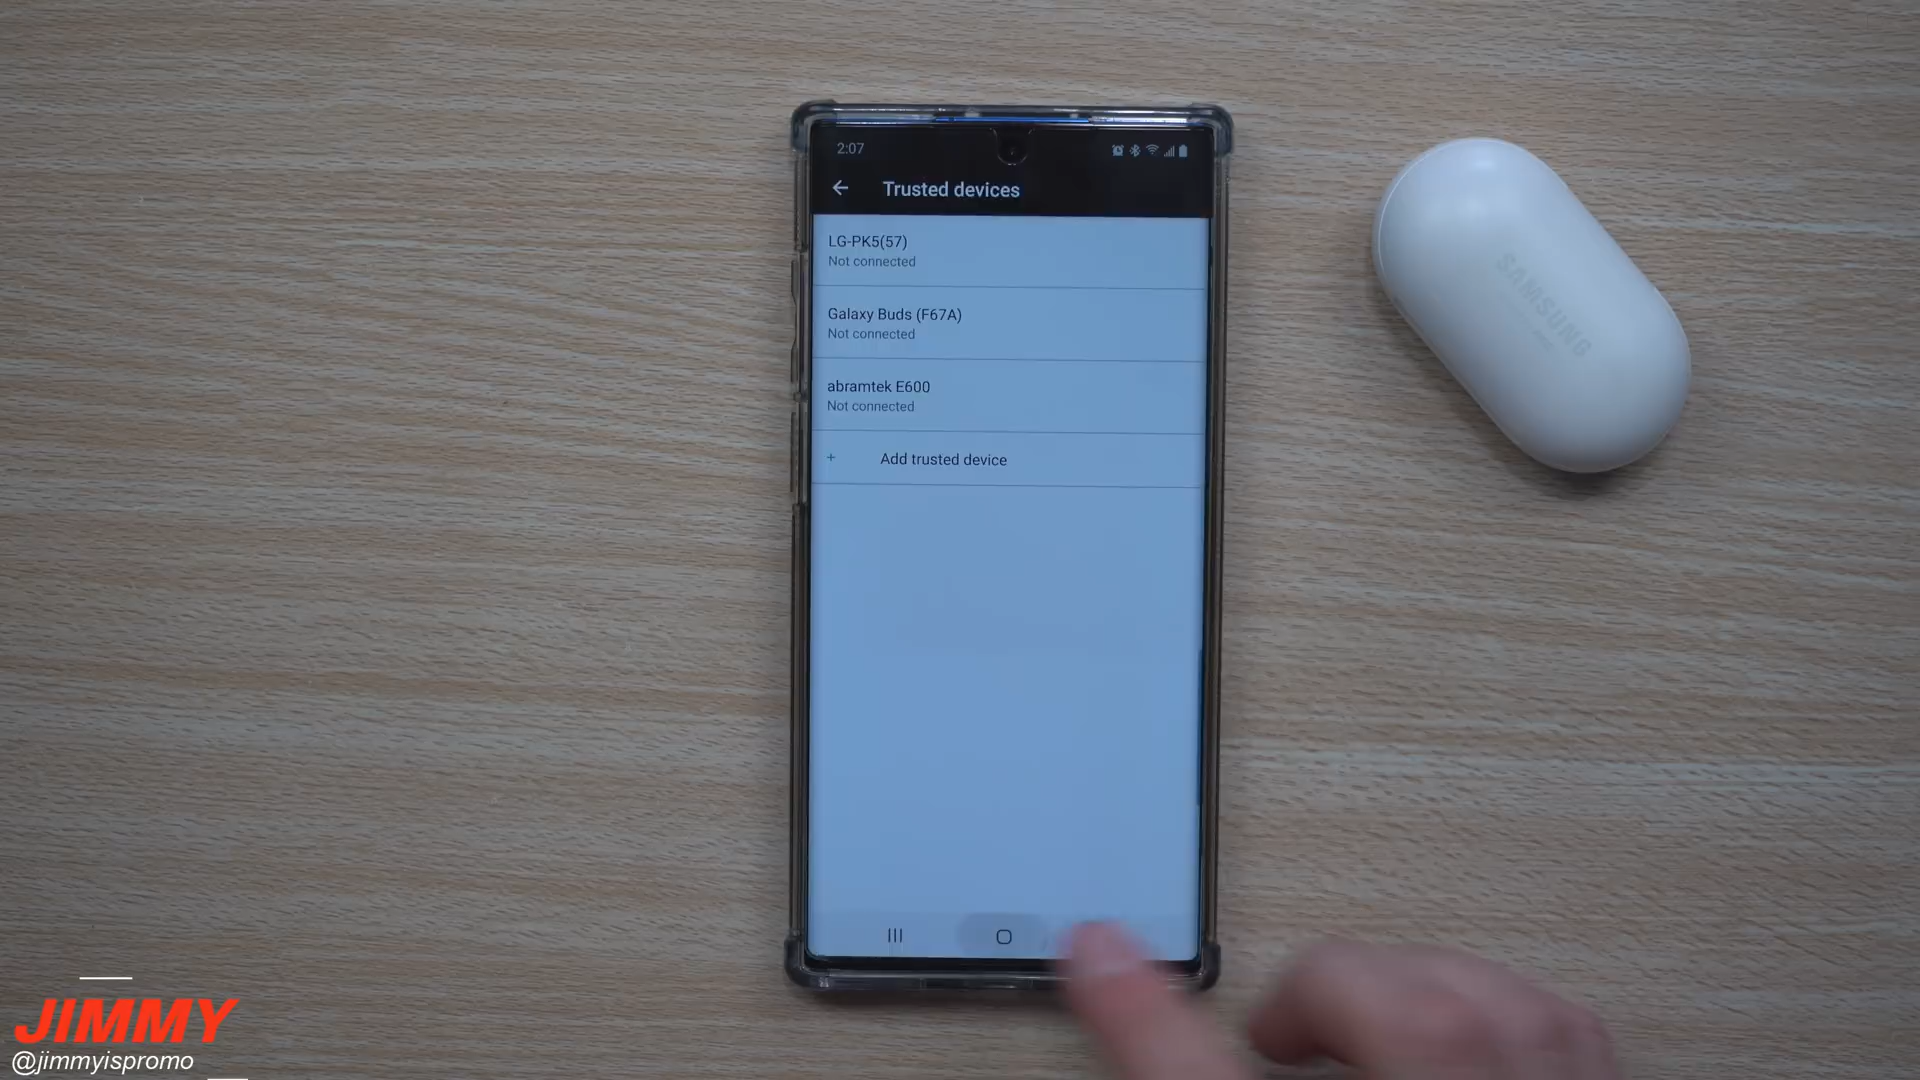 2:07
Trusted devices
LG-PK5(57)
Not connected
Galaxy Buds (F67A)
Not connected
abramtek E600
Not connected
+ Add trusted device
SAMSUNG
JIMMY
@jimmyispromo